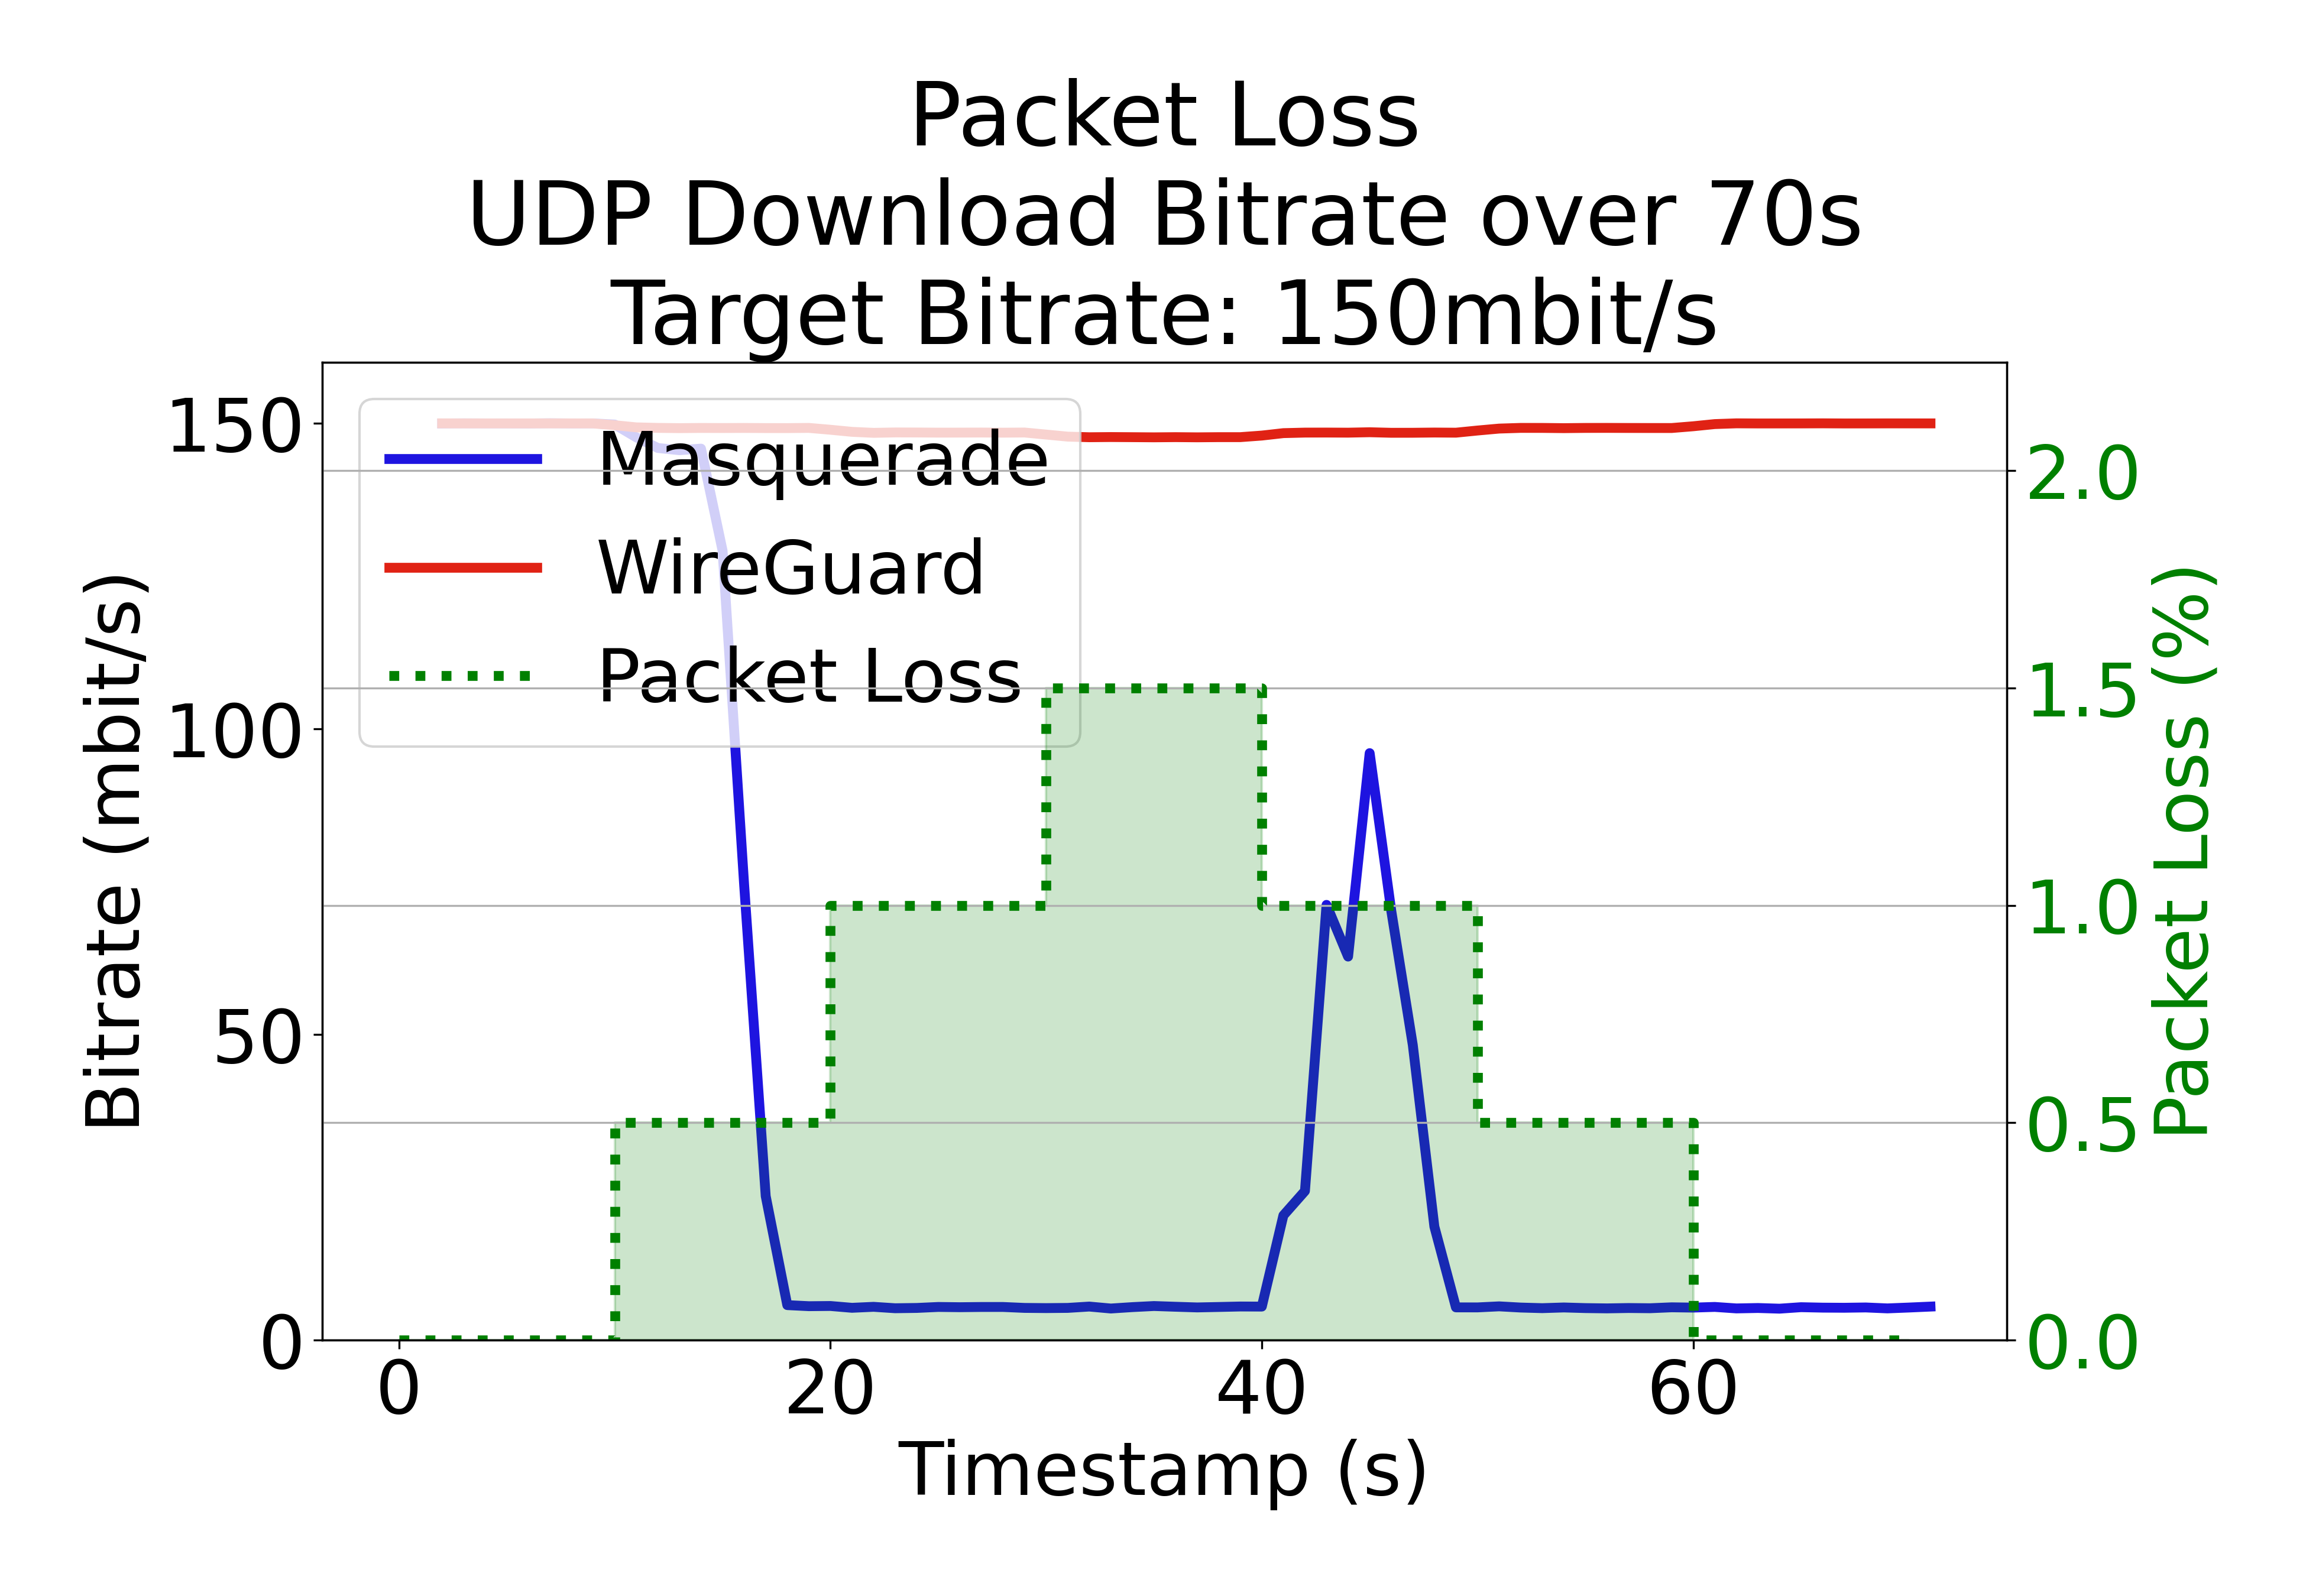 Packet Loss
UDP Download Bitrate over 70s
Target Bitrate: 150mbit/s
Masquerade
WireGuard
Packet Loss
Bitrate (mbit/s)
150
100
50
0
2.0
1.5
1.0
0.5
0.0
Packet Loss (%)
0 20 40 60
Timestamp (s)